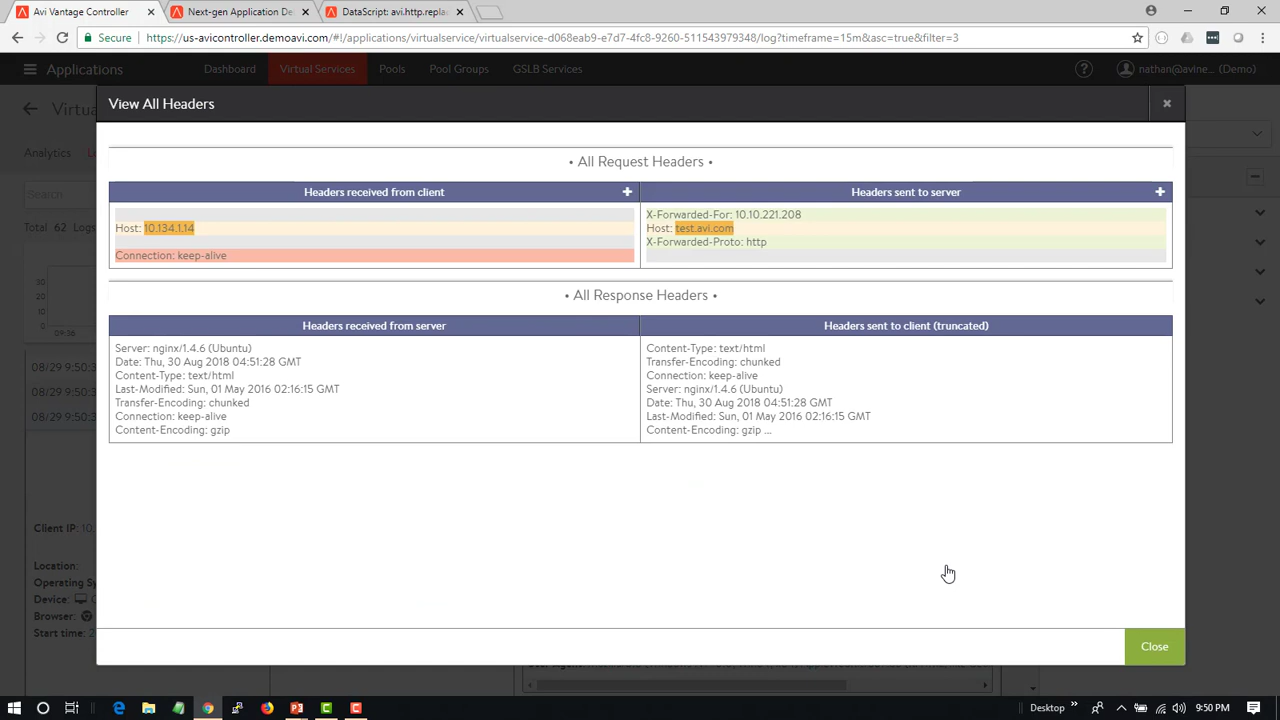 Avi Vantage Controller
Next-gen Application De
DataScript: avi.http.repla
Secure
https://us-avicontroller.demoavi.com/#!/applications/virtualservice/virtualservice-d068eab9-e7d7-4fc8-9260-511543979348/log?timeframe=15m&asc=true&filter=3
Applications
Dashboard
Virtual Services
Pools
Pool Groups
GSLB Services
nathan@avine... (Demo)
Virtu
View All Headers
Analytics
Search
Total 62 Logs
30
20
10
0
09:36
08/29 9:50:3
08/29 9:50:3
08/29 9:50:3
Client IP: 10.
Location:
Operating Sy
Device:
Browser:
Start time: 2
• All Request Headers •
Headers received from client
Headers sent to server
X-Forwarded-For: 10.10.221.208
Host: 10.134.1.14
Host: test.avi.com
X-Forwarded-Proto: http
Connection: keep-alive
• All Response Headers •
Headers received from server
Headers sent to client (truncated)
Server: nginx/1.4.6 (Ubuntu)
Date: Thu, 30 Aug 2018 04:51:28 GMT
Content-Type: text/html
Last-Modified: Sun, 01 May 2016 02:16:15 GMT
Transfer-Encoding: chunked
Connection: keep-alive
Content-Encoding: gzip
Content-Type: text/html
Transfer-Encoding: chunked
Connection: keep-alive
Server: nginx/1.4.6 (Ubuntu)
Date: Thu, 30 Aug 2018 04:51:28 GMT
Last-Modified: Sun, 01 May 2016 02:16:15 GMT
Content-Encoding: gzip ...
Close
Desktop
9:50 PM